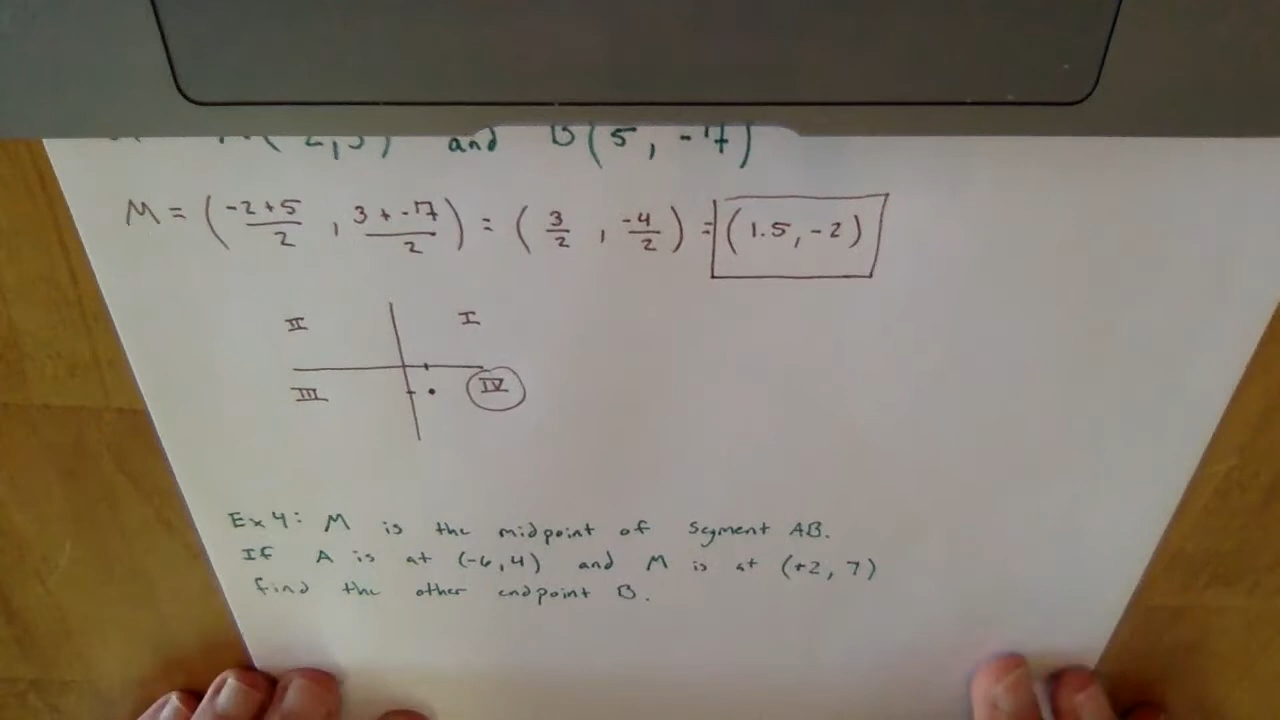 and B(5, -7)
M = (-2+5/2, 3+-7/2) = (3/2, -4/2) = (1.5, -2)
II I
III IV
Ex 4: M is the midpoint of segment AB.
If A is at (-6,4) and M is at (+2, 7)
find the other endpoint B.